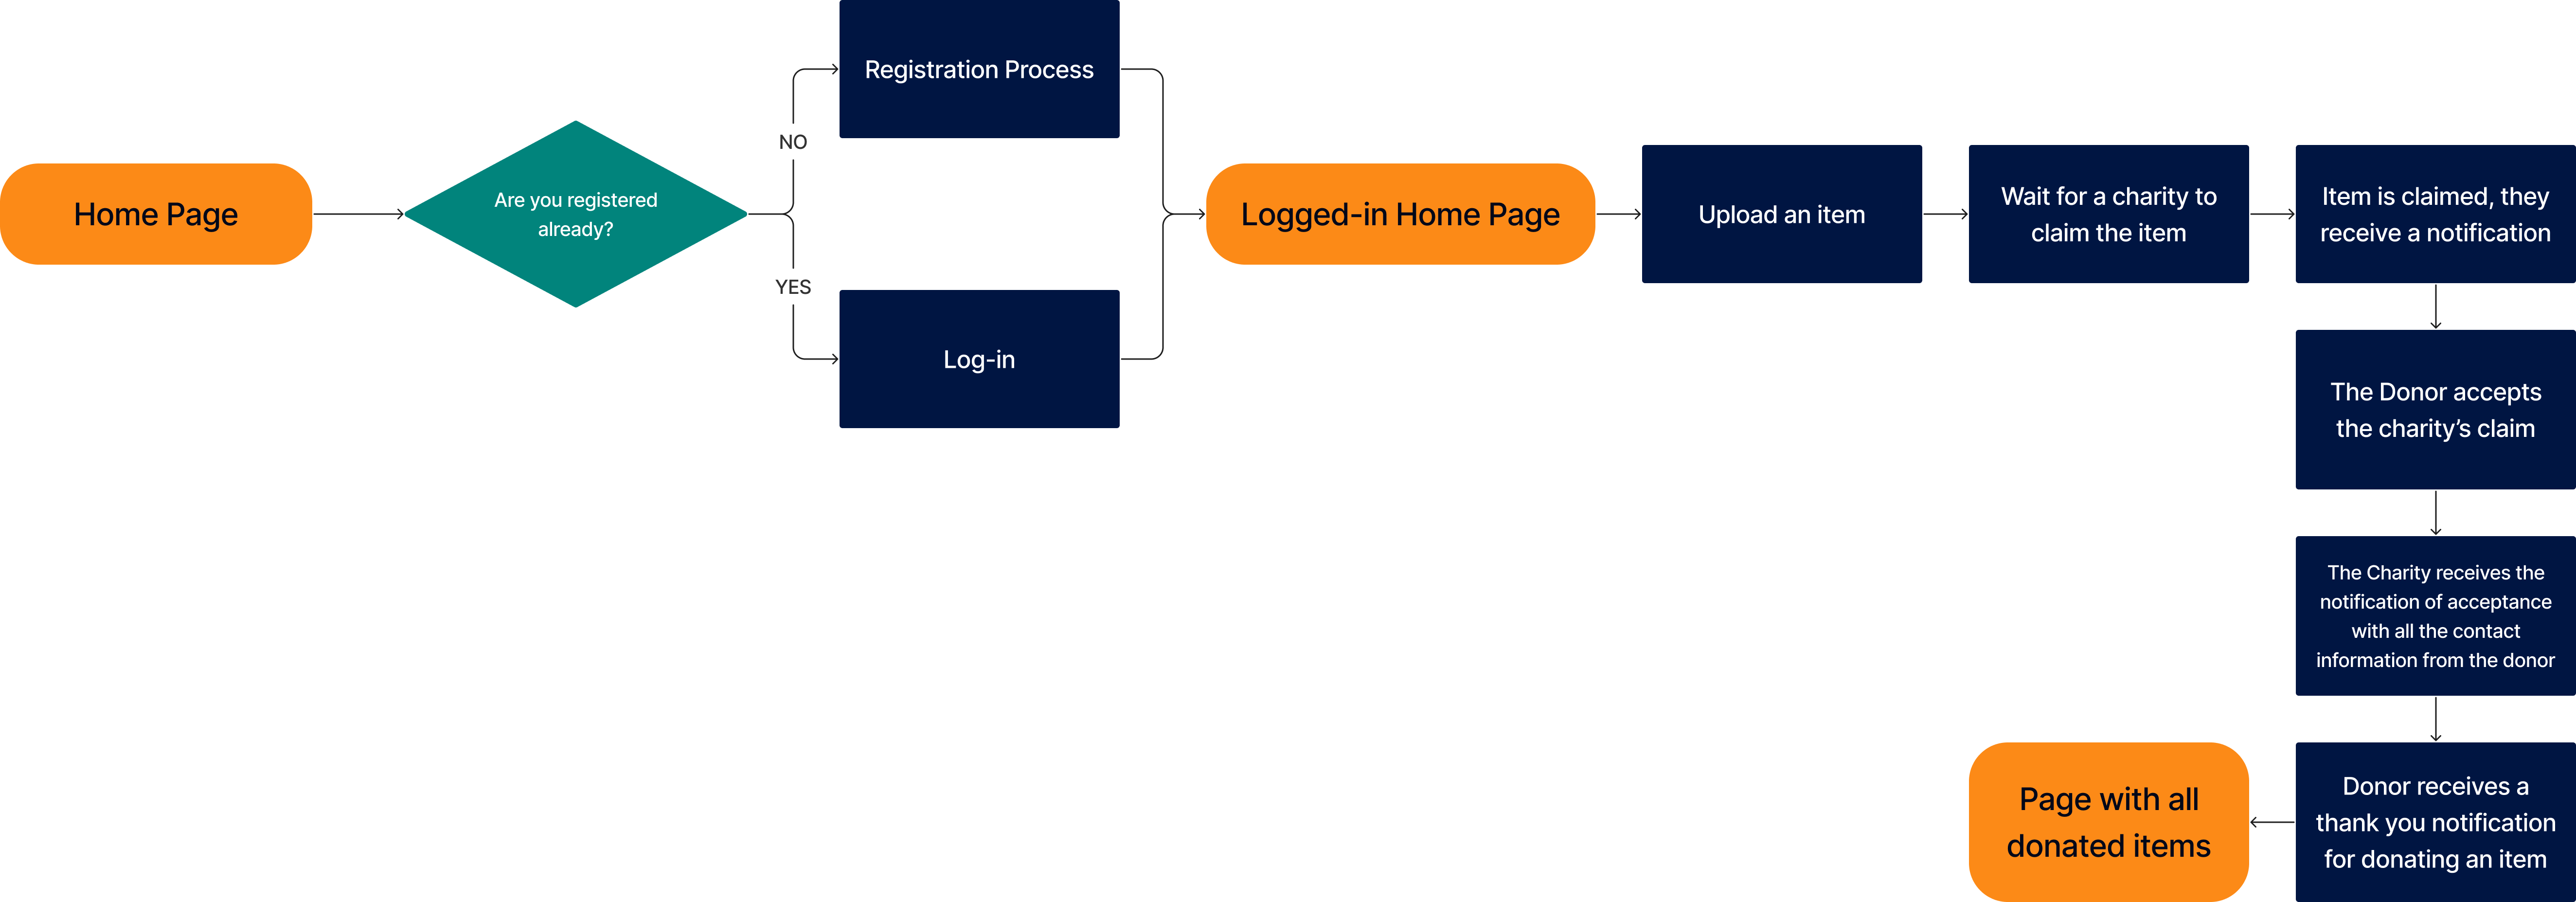 Home Page
Are you registered
already?
NO
YES
Registration Process
Log-in
Logged-in Home Page
Upload an item
Wait for a charity to
claim the item
Item is claimed, they
receive a notification
The Donor accepts
the charity’s claim
The Charity receives the
notification of acceptance
with all the contact
information from the donor
Donor receives a
thank you notification
for donating an item
Page with all
donated items